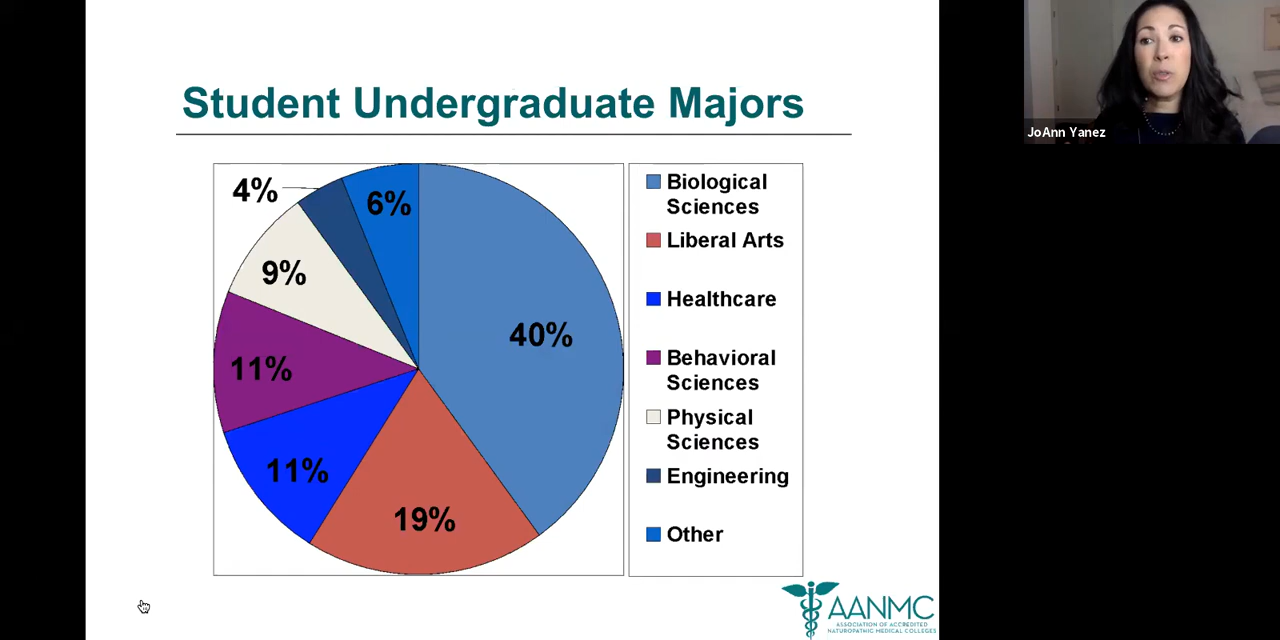 Student Undergraduate Majors
JoAnn Yanez
4%
6%
9%
40%
11%
11%
19%
Biological
Sciences
Liberal Arts
Healthcare
Behavioral
Sciences
Physical
Sciences
Engineering
Other
AANMC
ASSOCIATION OF ACCREDITED
NATUROPATHIC MEDICAL COLLEGES